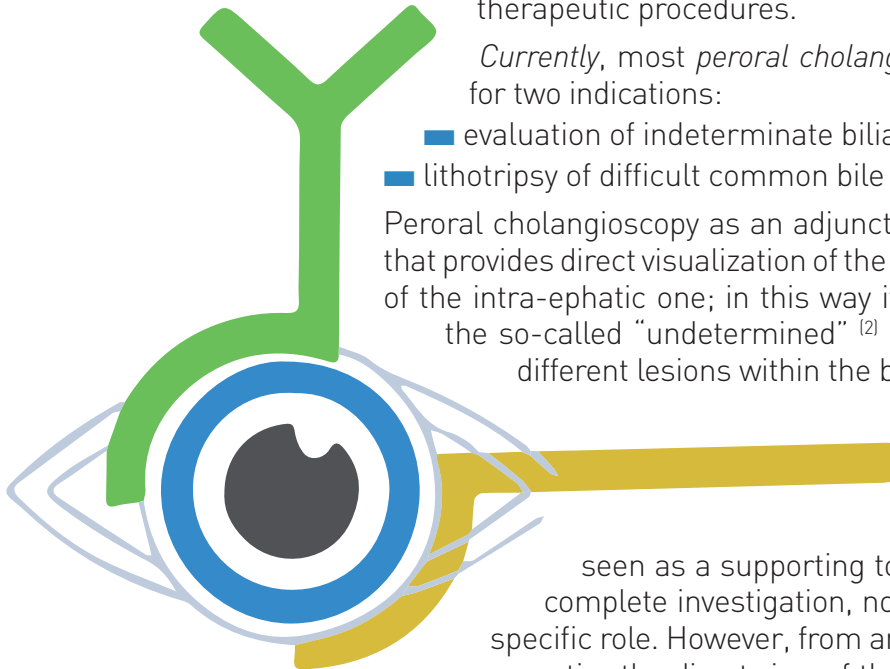 therapeutic procedures.
Currently, most peroral cholang
for two indications:
evaluation of indeterminate bilia
lithotripsy of difficult common bile
Peroral cholangioscopy as an adjunct
that provides direct visualization of the
of the intra-ephatic one; in this way i
the so-called “undetermined” (2)
different lesions within the b
seen as a supporting to
complete investigation, no
specific role. However, from a